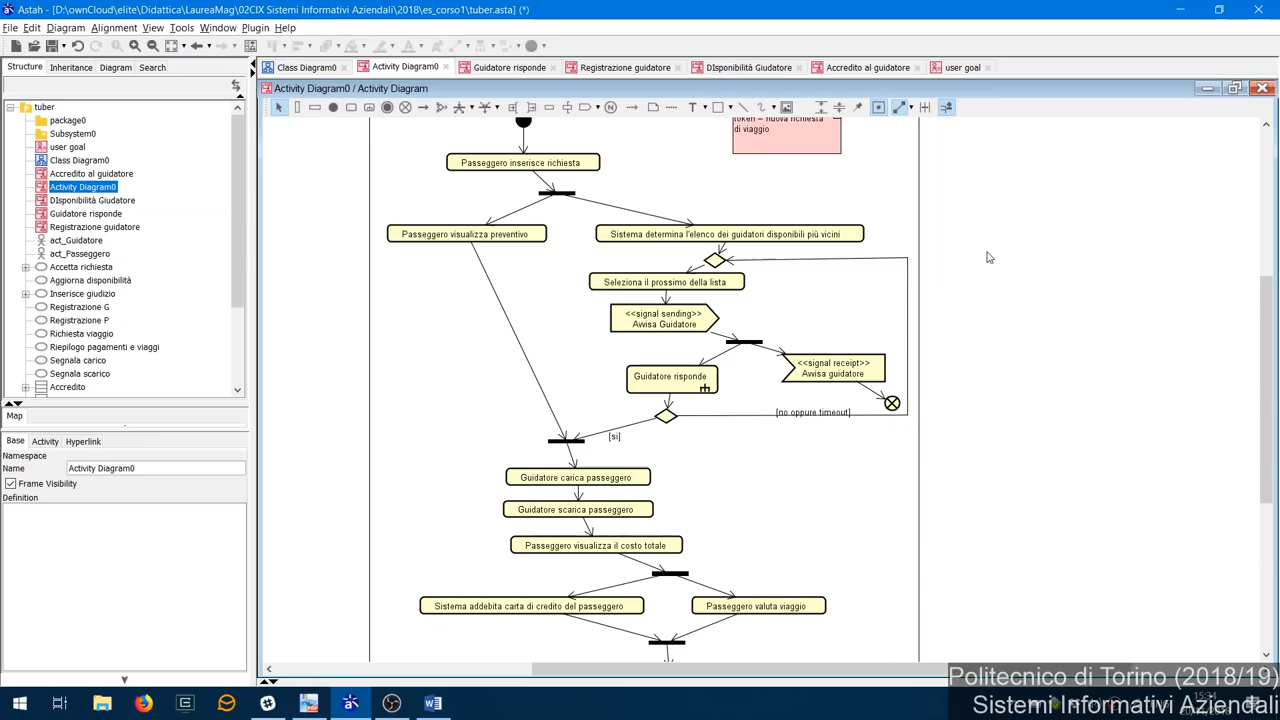 Astah - [D:\ownCloud\elite\Didattica\LaureaMag\02CIX Sistemi Informativi Aziendali\2018\es_corso1\tuber.asta] (*)
File Edit Diagram Alignment View Tools Window Plugin Help
Structure Inheritance Diagram Search
Class Diagram0 Activity Diagram0 Guidatore risponde Registrazione guidatore DIsponibilità Giudatore Accredito al guidatore user goal
Activity Diagram0 / Activity Diagram
tuber
package0
Subsystem0
user goal
Class Diagram0
Accredito al guidatore
Activity Diagram0
DIsponibilità Giudatore
Guidatore risponde
Registrazione guidatore
act_Guidatore
act_Passeggero
Accetta richiesta
Aggiorna disponibilità
Inserisce giudizio
Registrazione G
Registrazione P
Richiesta viaggio
Riepilogo pagamenti e viaggi
Segnala carico
Segnala scarico
Accredito
Map
Base Activity Hyperlink
Namespace
Name Activity Diagram0
Frame Visibility
Definition
token = nuova richiesta
di viaggio
Passeggero inserisce richiesta
Passeggero visualizza preventivo
Sistema determina l'elenco dei guidatori disponibili più vicini
Seleziona il prossimo della lista
<<signal sending>>
Avvisa Guidatore
<<signal receipt>>
Avvisa guidatore
Guidatore risponde
[no oppure timeout]
[si]
Guidatore carica passeggero
Guidatore scarica passeggero
Passeggero visualizza il costo totale
Sistema addebita carta di credito del passeggero
Passeggero valuta viaggio
Politecnico di Torino (2018/19)
Sistemi Informativi Aziendali